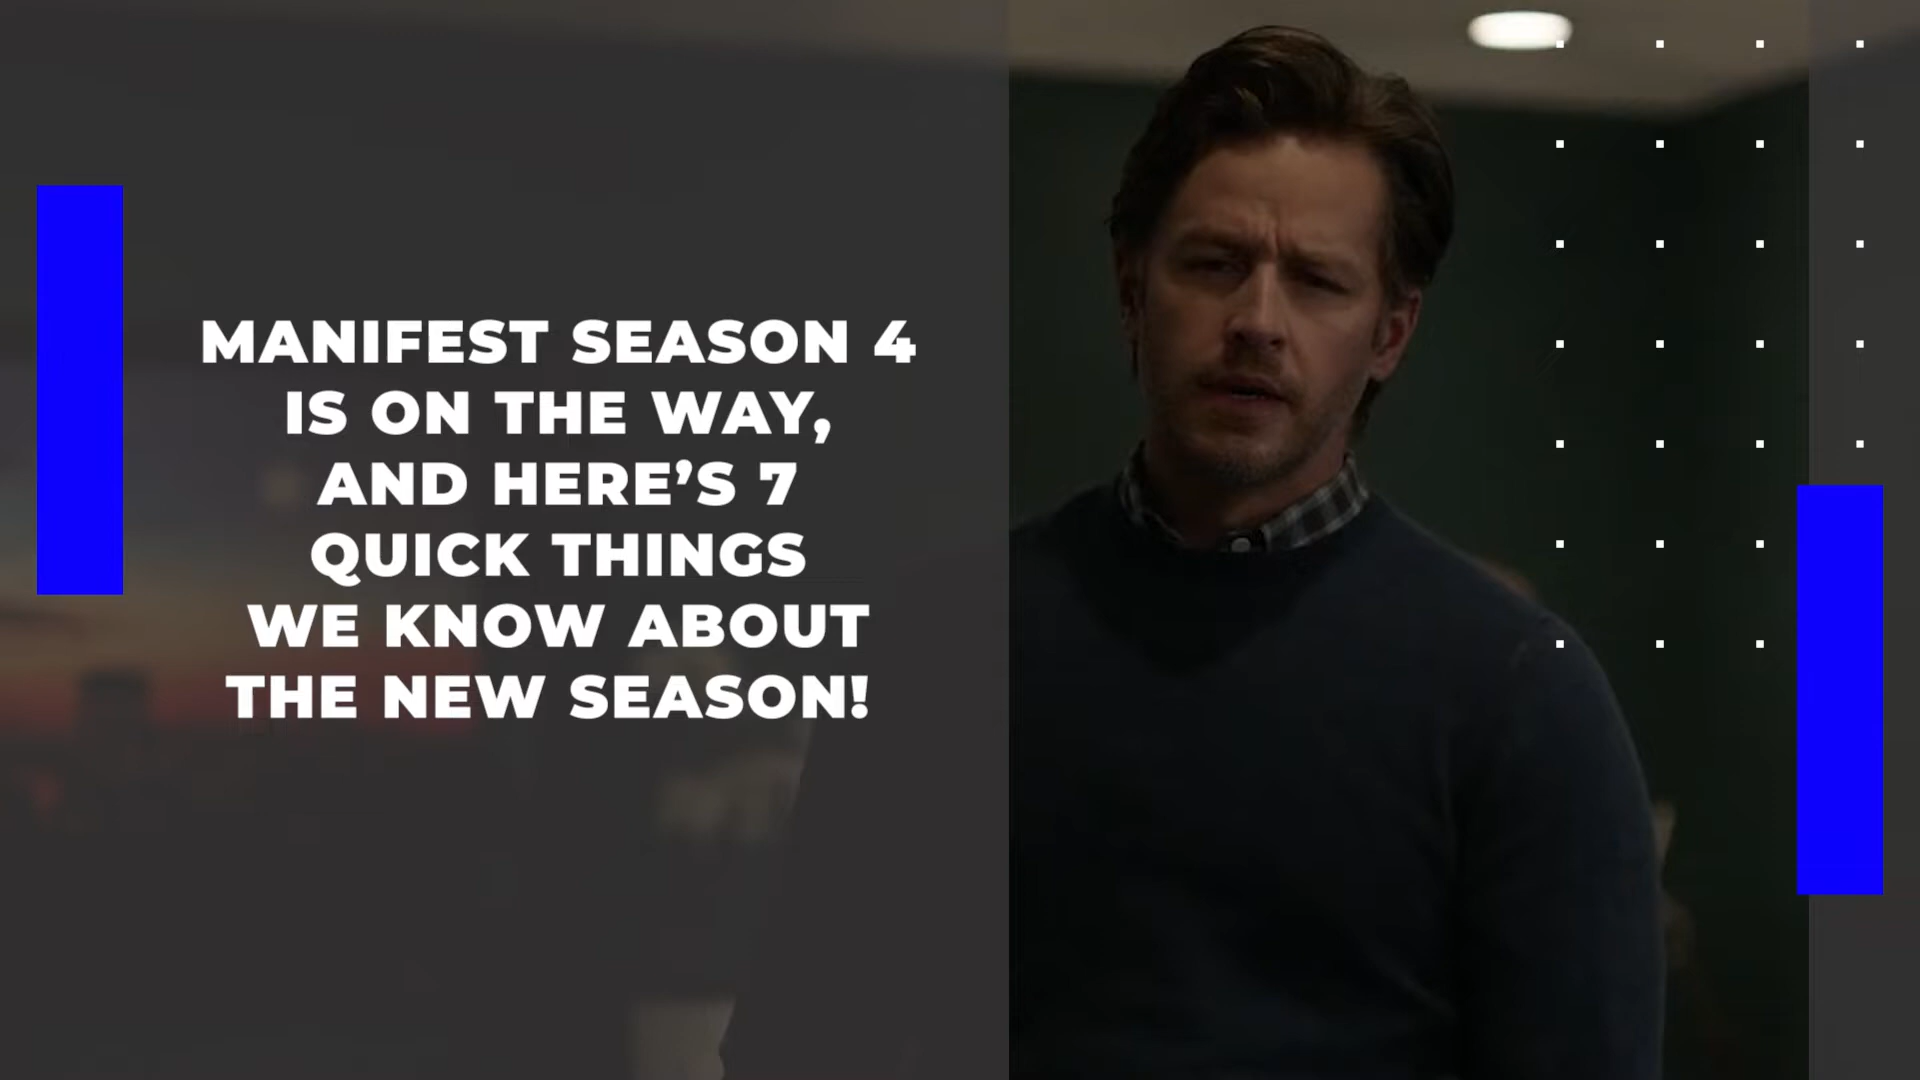 MANIFEST SEASON 4
IS ON THE WAY,
AND HERE’S 7
QUICK THINGS
WE KNOW ABOUT
THE NEW SEASON!